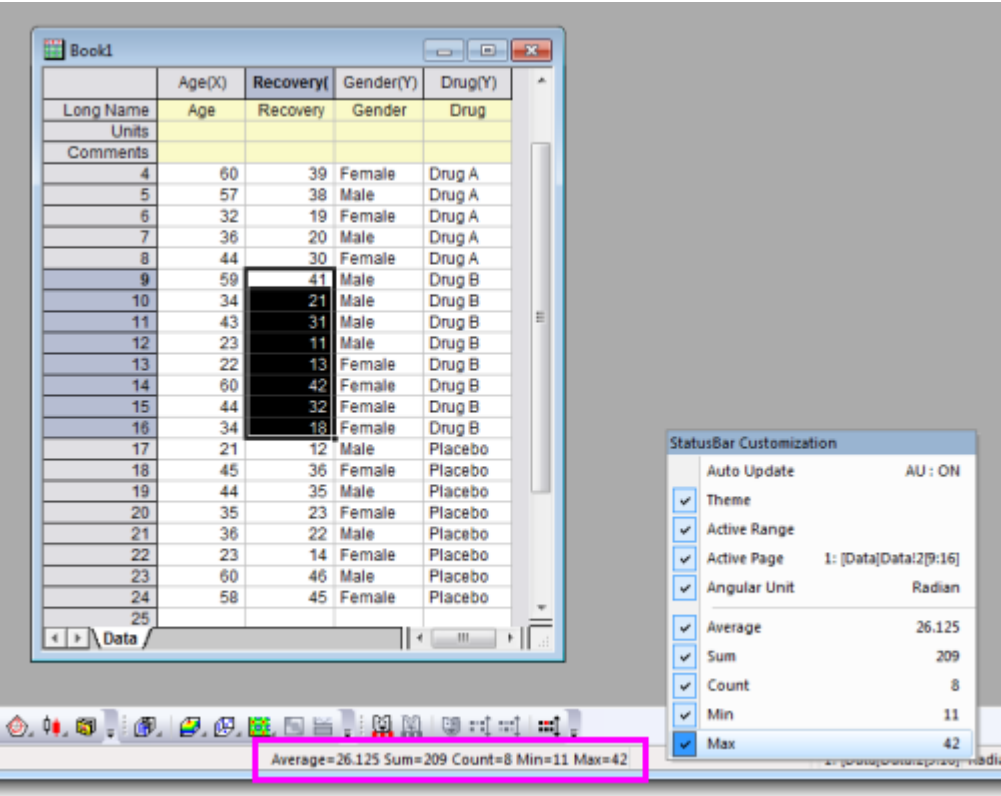 Book1
Age(X) Recovery( Gender(Y) Drug(Y)
Long Name Age Recovery Gender Drug
Units
Comments
4 60 39 Female Drug A
5 57 38 Male Drug A
6 32 19 Female Drug A
7 36 20 Male Drug A
8 44 30 Female Drug A
9 59 41 Male Drug B
10 34 21 Male Drug B
11 43 31 Male Drug B
12 23 11 Male Drug B
13 22 13 Female Drug B
14 60 42 Female Drug B
15 44 32 Female Drug B
16 34 18 Female Drug B
17 21 12 Male Placebo
18 45 36 Female Placebo
19 44 35 Male Placebo
20 35 23 Female Placebo
21 36 22 Male Placebo
22 23 14 Female Placebo
23 60 46 Male Placebo
24 58 45 Female Placebo
25
Data
StatusBar Customization
Auto Update AU : ON
Theme
Active Range
Active Page 1: [Data]Data!2[9:16]
Angular Unit Radian
Average 26.125
Sum 209
Count 8
Min 11
Max 42
Average=26.125 Sum=209 Count=8 Min=11 Max=42